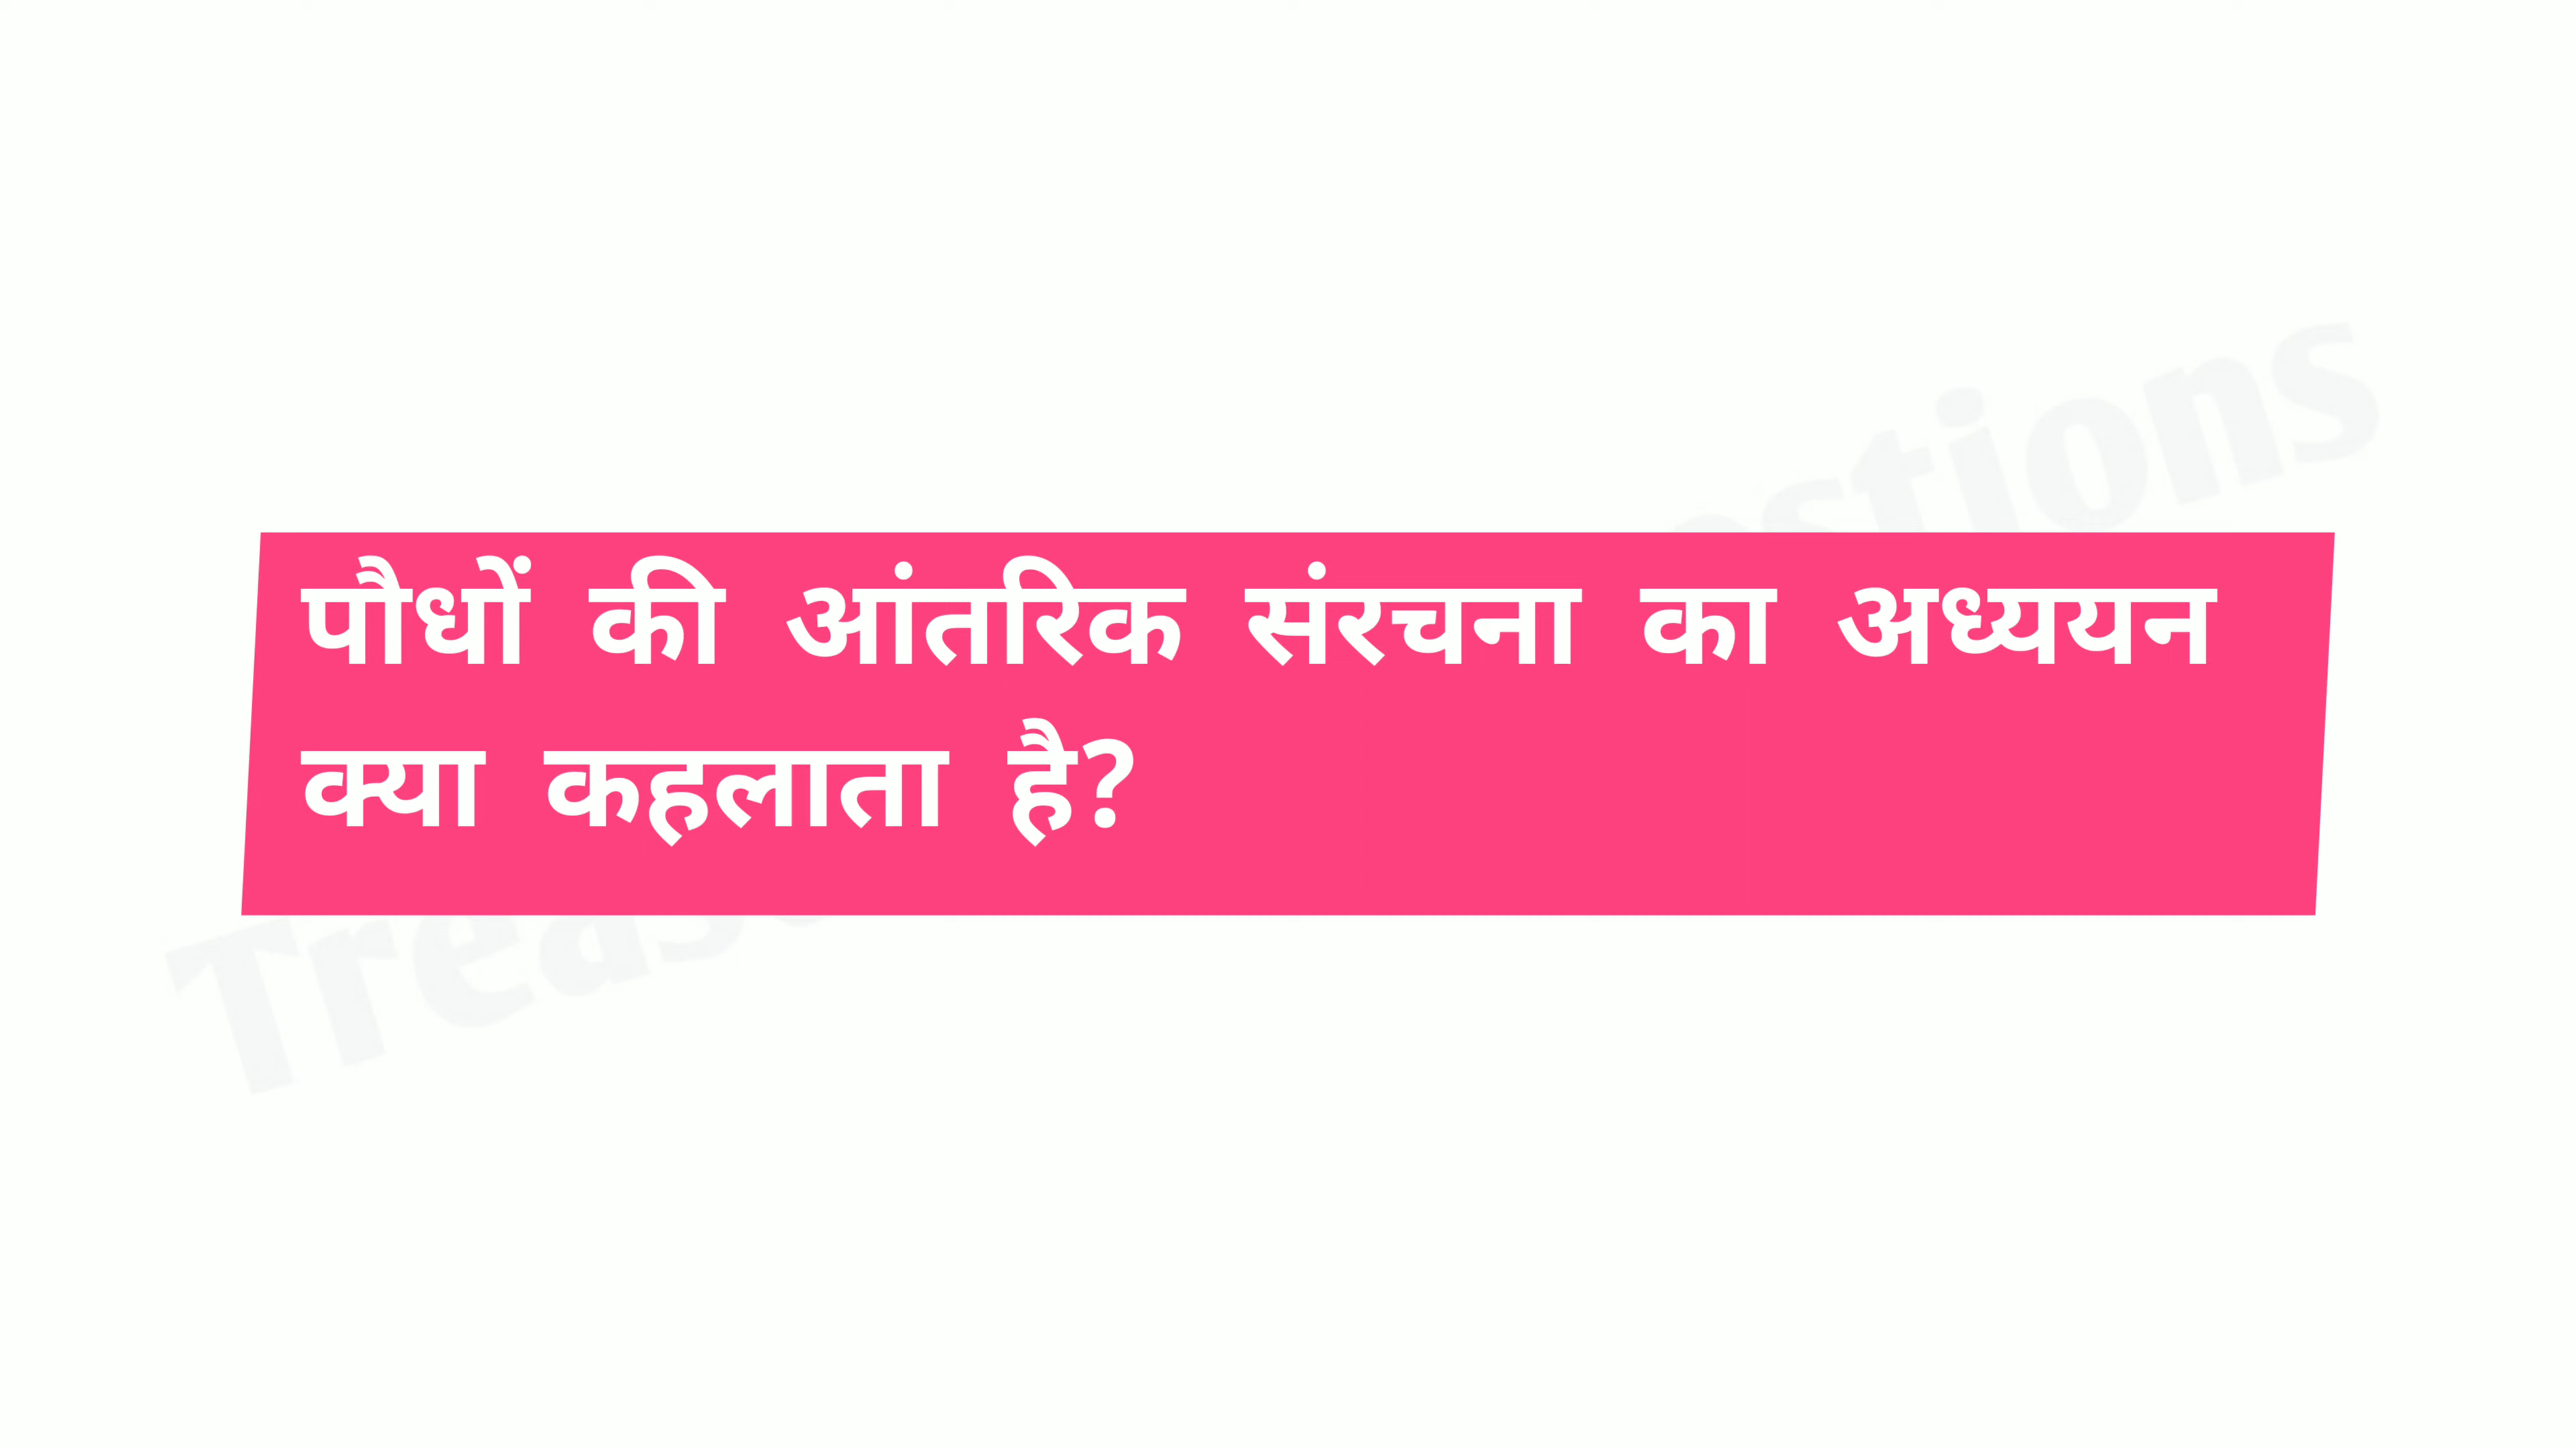 पौधों की आंतरिक संरचना का अध्ययन
क्या कहलाता है?